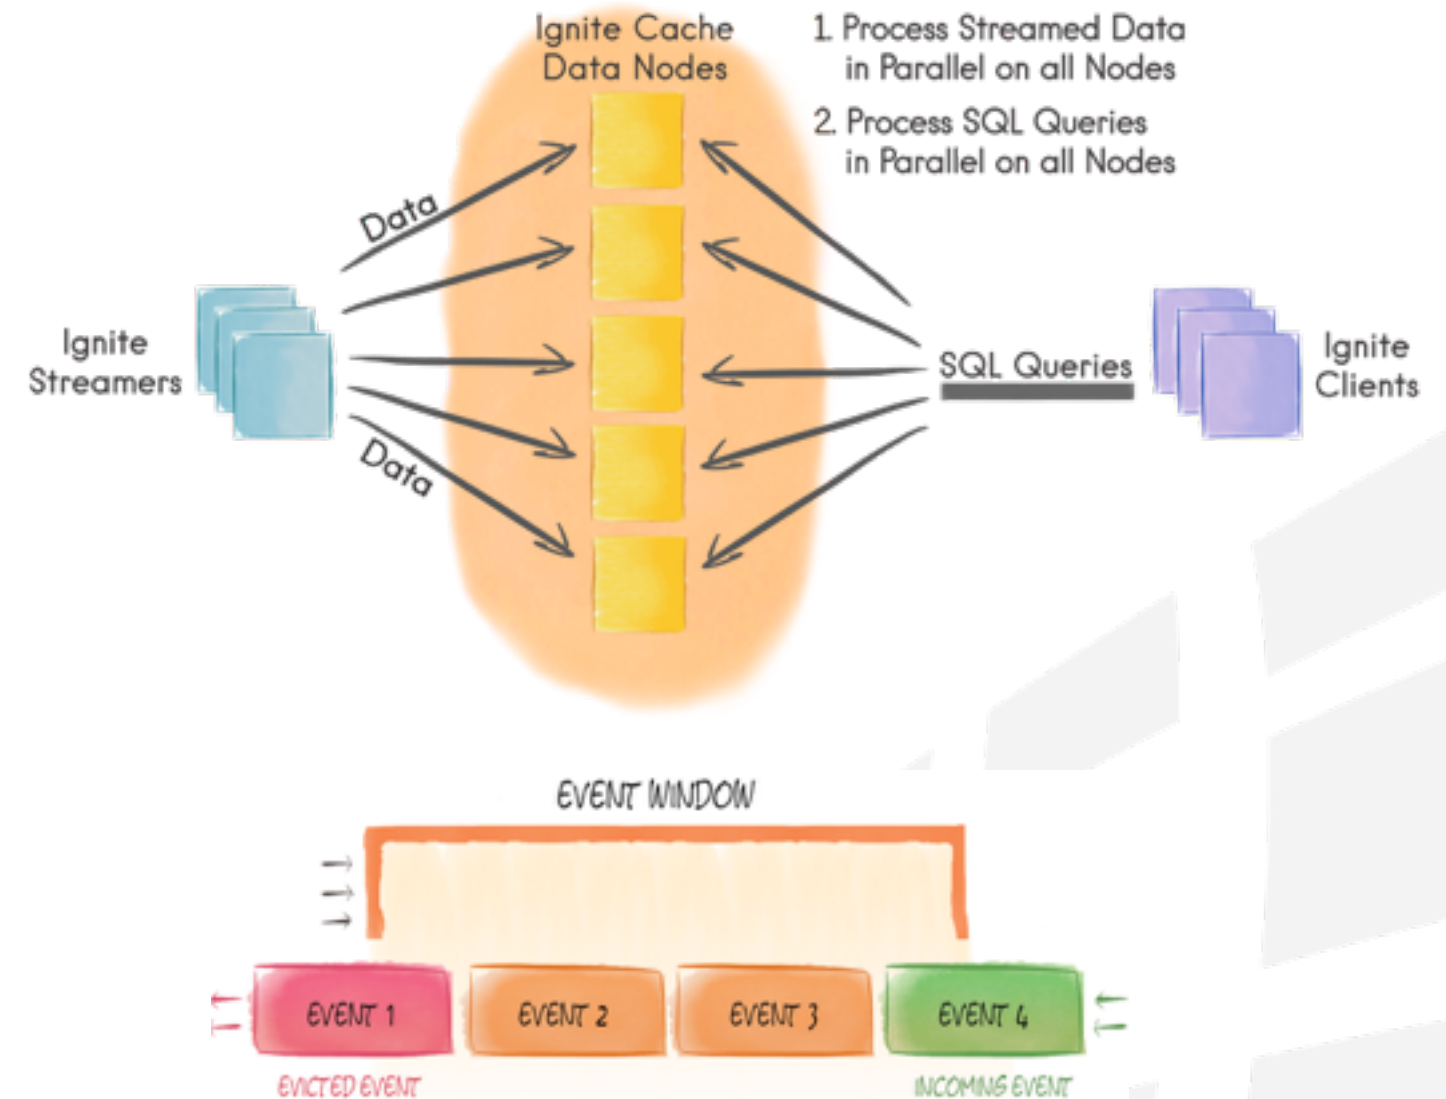 Ignite Cache
Data Nodes
1. Process Streamed Data
in Parallel on all Nodes
2. Process SQL Queries
in Parallel on all Nodes
Data
Ignite
Streamers
SQL Queries
Ignite
Clients
Data
EVENT WINDOW
EVENT 1
EVENT 2
EVENT 3
EVENT 4
EVICTED EVENT
INCOMING EVENT